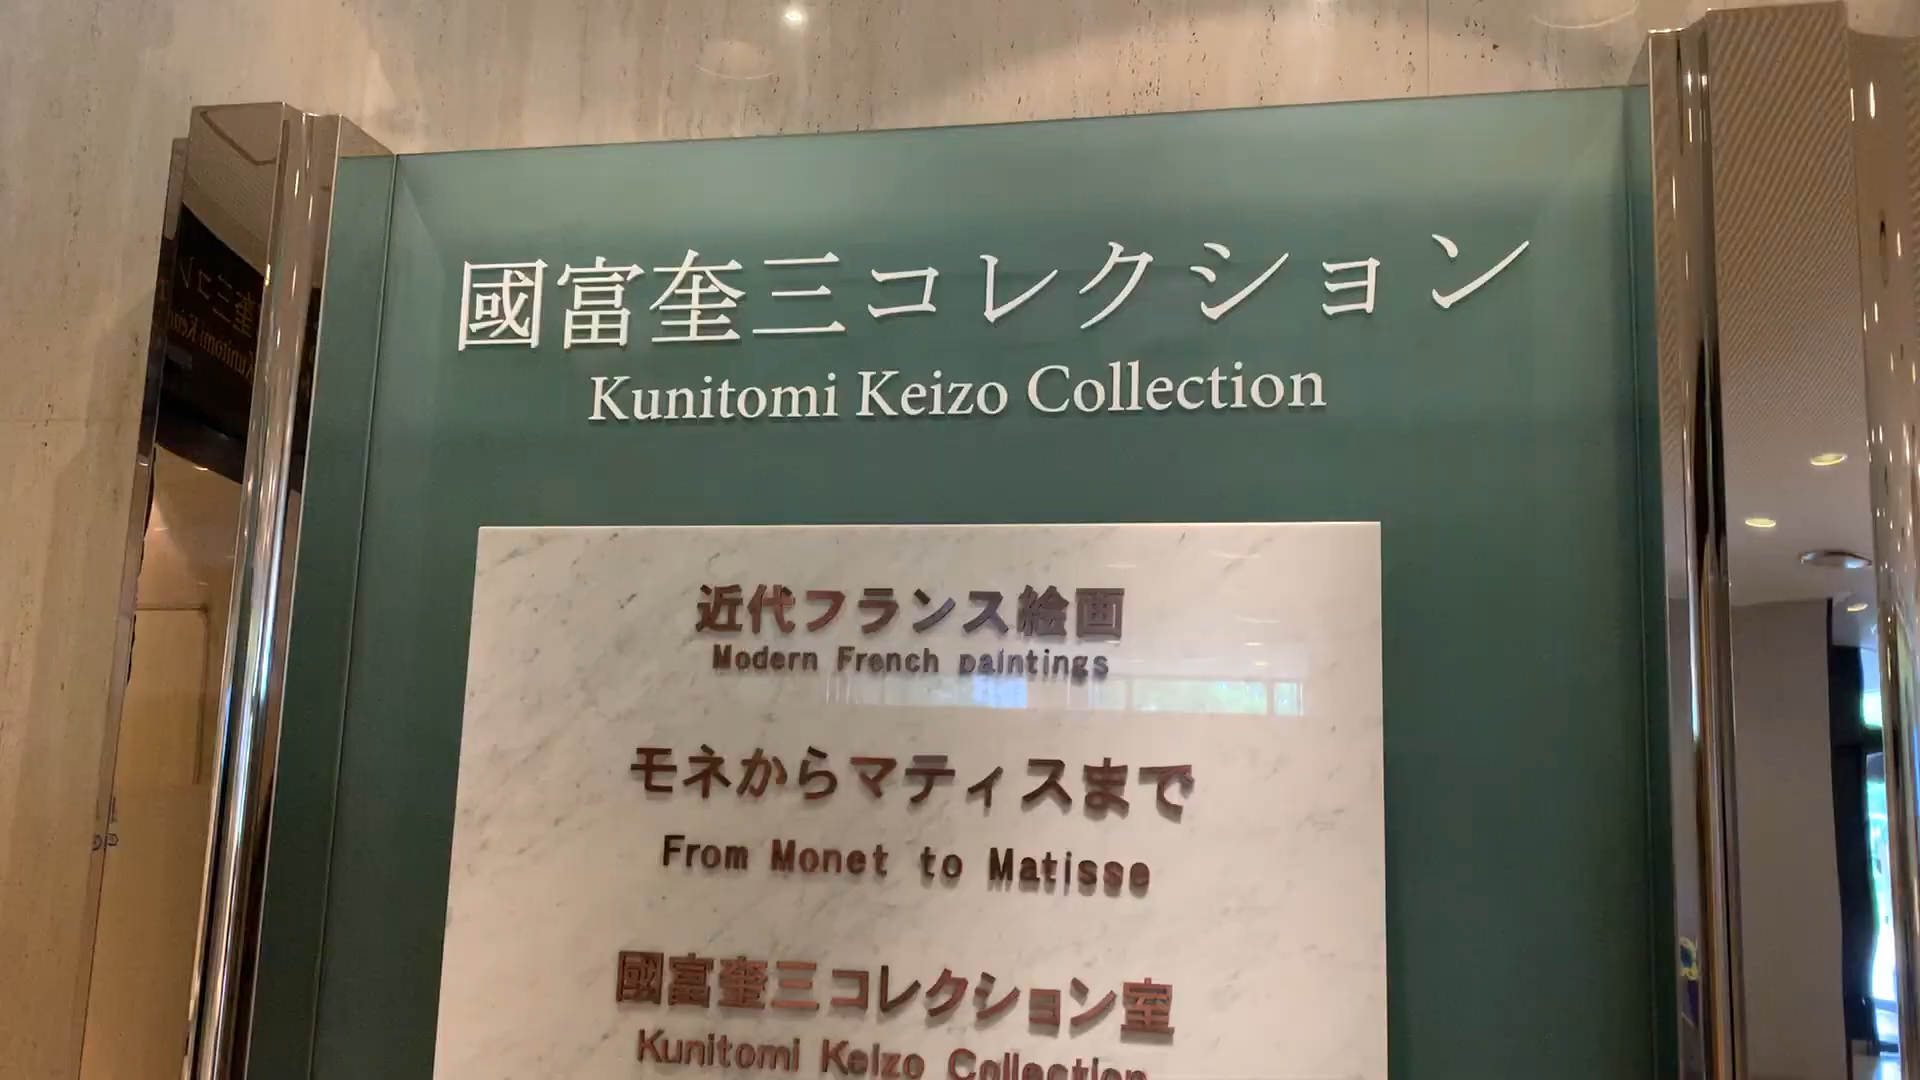 國富奎三コレクション
Kunitomi Keizo Collection
近代フランス絵画
Modern French paintings
モネからマティスまで
From Monet to Matisse
國富奎三コレクション室
Kunitomi Keizo Collection